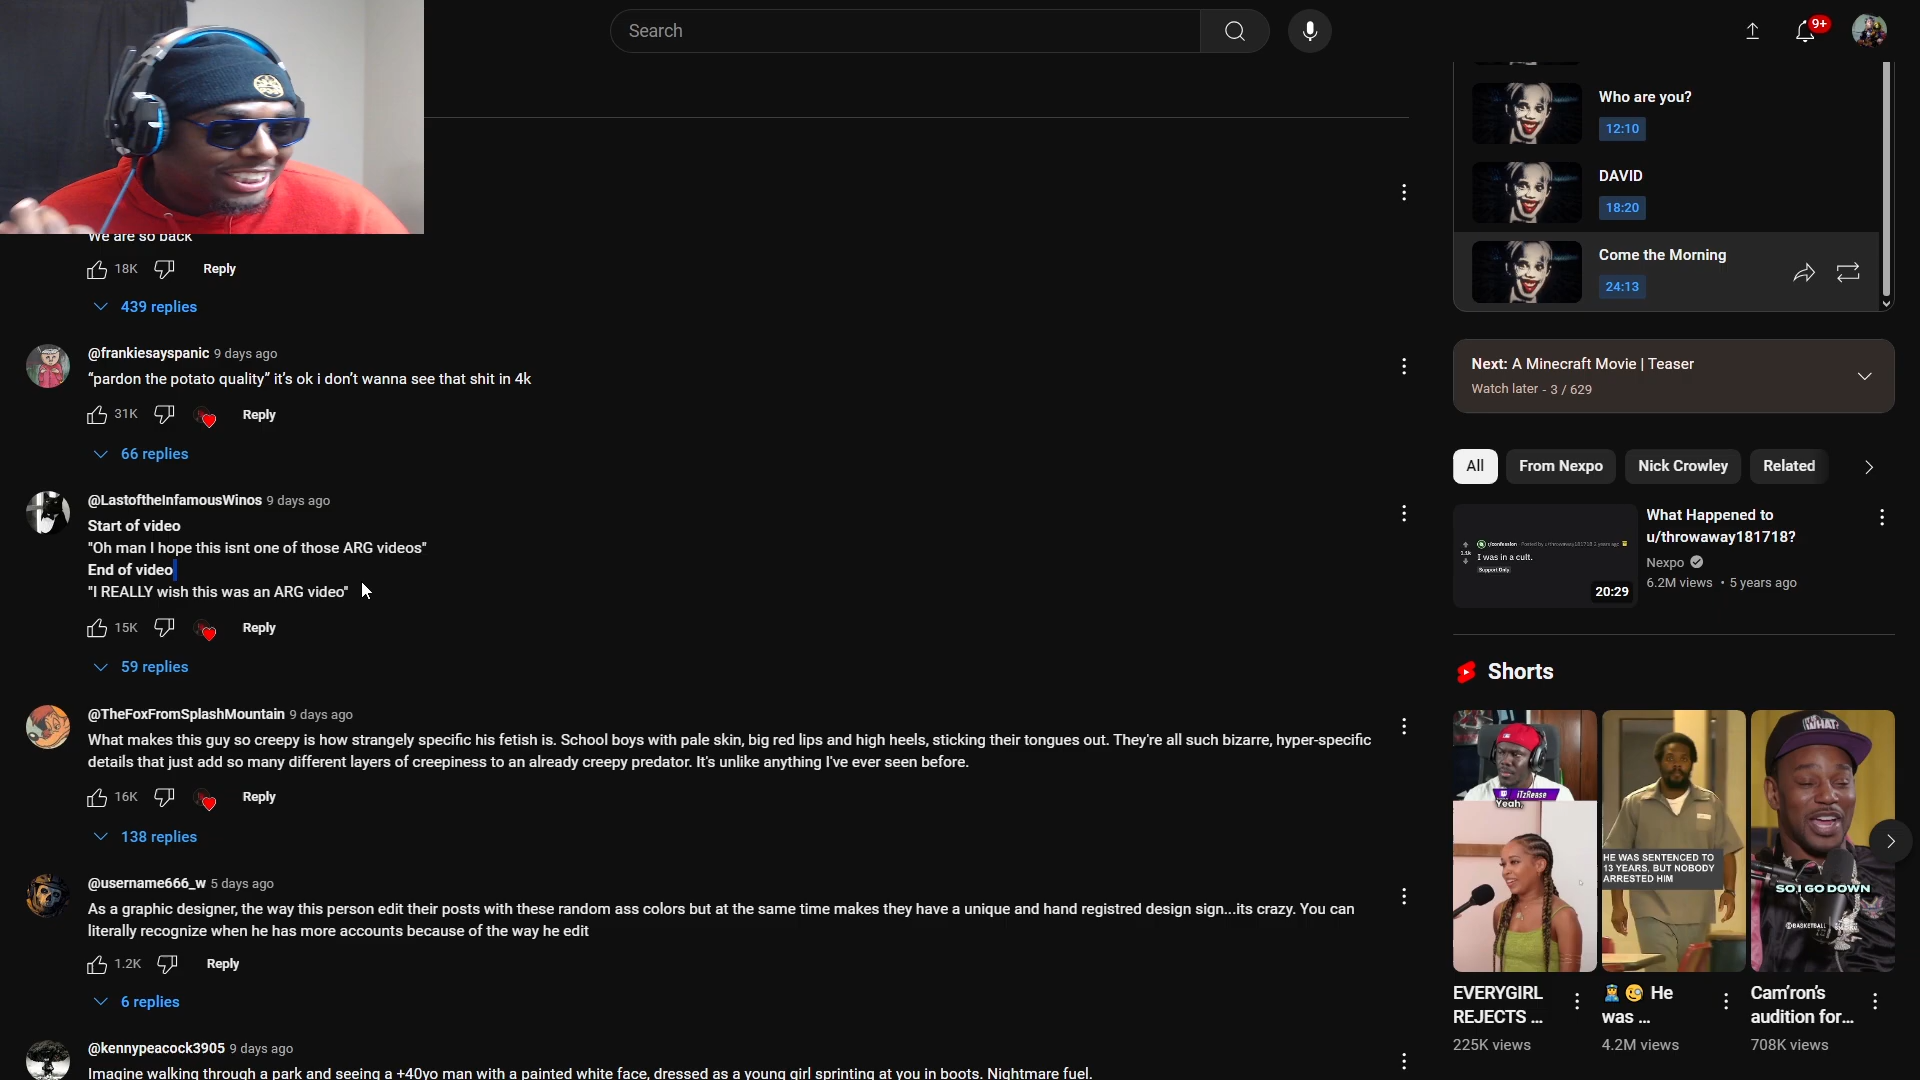 Search
9+
We are so back
18K
Reply
439 replies
@frankiesayspanic 9 days ago
“pardon the potato quality” it’s ok i don’t wanna see that shit in 4k
31K
Reply
66 replies
@LastoftheInfamousWinos 9 days ago
Start of video
"Oh man I hope this isnt one of those ARG videos"
End of video
"I REALLY wish this was an ARG video"
15K
Reply
59 replies
@TheFoxFromSplashMountain 9 days ago
What makes this guy so creepy is how strangely specific his fetish is. School boys with pale skin, big red lips and high heels, sticking their tongues out. They're all such bizarre, hyper-specific
details that just add so many different layers of creepiness to an already creepy predator. It's unlike anything I've ever seen before.
16K
Reply
138 replies
@username666_w 5 days ago
As a graphic designer, the way this person edit their posts with these random ass colors but at the same time makes they have a unique and hand registred design sign...its crazy. You can
literally recognize when he has more accounts because of the way he edit
1.2K
Reply
6 replies
@kennypeacock3905 9 days ago
Imagine walking through a park and seeing a +40yo man with a painted white face, dressed as a young girl sprinting at you in boots. Nightmare fuel.
Who are you?
12:10
DAVID
18:20
Come the Morning
24:13
Next: A Minecraft Movie | Teaser
Watch later - 3 / 629
All
From Nexpo
Nick Crowley
Related
I was in a cult.
Support Only
20:29
What Happened to
u/throwaway181718?
Nexpo
6.2M views • 5 years ago
Shorts
iTzRease
Yeah,
EVERYGIRL
REJECTS ...
225K views
HE WAS SENTENCED TO
13 YEARS, BUT NOBODY
ARRESTED HIM
He
was ...
4.2M views
WHAT?
SO I GO DOWN
Cam'ron's
audition for...
708K views